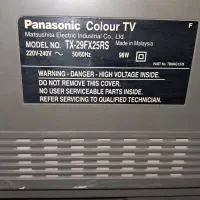 Panasonic Colour TV F
Matsushita Electric Industrial Co., Ltd.
MODEL NO. TX-29FX25RS Made in Malaysia
220V-240V ~ 50/60Hz 98W
WARNING - DANGER - HIGH VOLTAGE INSIDE.
DO NOT REMOVE THIS COVER.
NO USER SERVICEABLE PARTS INSIDE.
REFER SERVICING TO QUALIFIED TECHNICIAN.